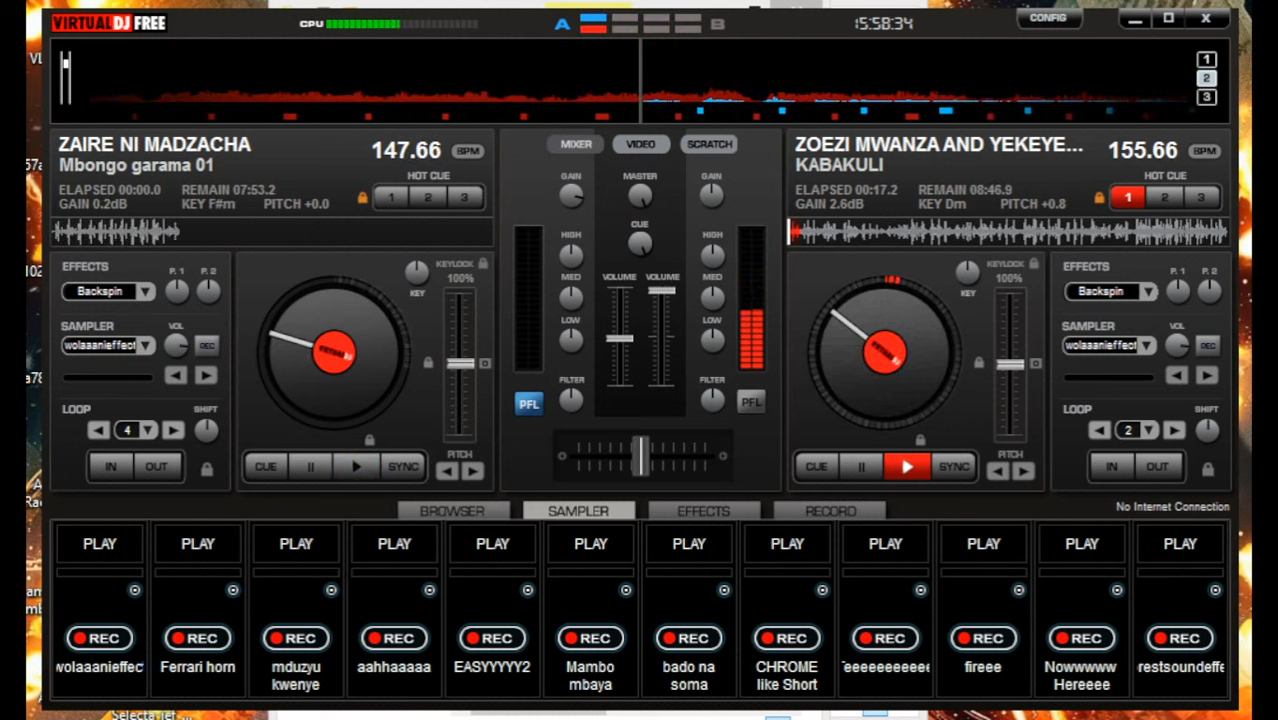 VIRTUAL DJ FREE
CPU
A
B
15:58:34
CONFIG
1
2
3
ZAIRE NI MADZACHA
Mbongo garama 01
147.66 BPM
ELAPSED 00:00.0 REMAIN 07:53.2
GAIN 0.2dB KEY F#m PITCH +0.0
HOT CUE
1 2 3
MIXER VIDEO SCRATCH
ZOEZI MWANZA AND YEKEYE...
KABAKULI
155.66 BPM
ELAPSED 00:17.2 REMAIN 08:46.9
GAIN 2.6dB KEY Dm PITCH +0.8
HOT CUE
1 2 3
EFFECTS P. 1 P. 2
Backspin
SAMPLER VOL
wolaaanieffect REC
LOOP SHIFT
4
IN OUT
KEY
KEYLOCK
100%
VIRTUAL DJ
CUE SYNC
PITCH
GAIN MASTER GAIN
CUE
HIGH HIGH
MED VOLUME VOLUME MED
LOW LOW
FILTER FILTER
PFL PFL
KEY
KEYLOCK
100%
VIRTUAL DJ
CUE SYNC
PITCH
EFFECTS P. 1 P. 2
Backspin
SAMPLER VOL
wolaaanieffect REC
LOOP SHIFT
2
IN OUT
BROWSER SAMPLER EFFECTS RECORD
No Internet Connection
PLAY PLAY PLAY PLAY PLAY PLAY PLAY PLAY PLAY PLAY PLAY PLAY
REC REC REC REC REC REC REC REC REC REC REC REC
wolaaanieffec
Ferrari horn
mduzyu
kwenye
aahhaaaaa
EASYYYYY2
Mambo
mbaya
bado na
soma
CHROME
like Short
fireee
Nowwwww
Hereeee
restsoundeffe